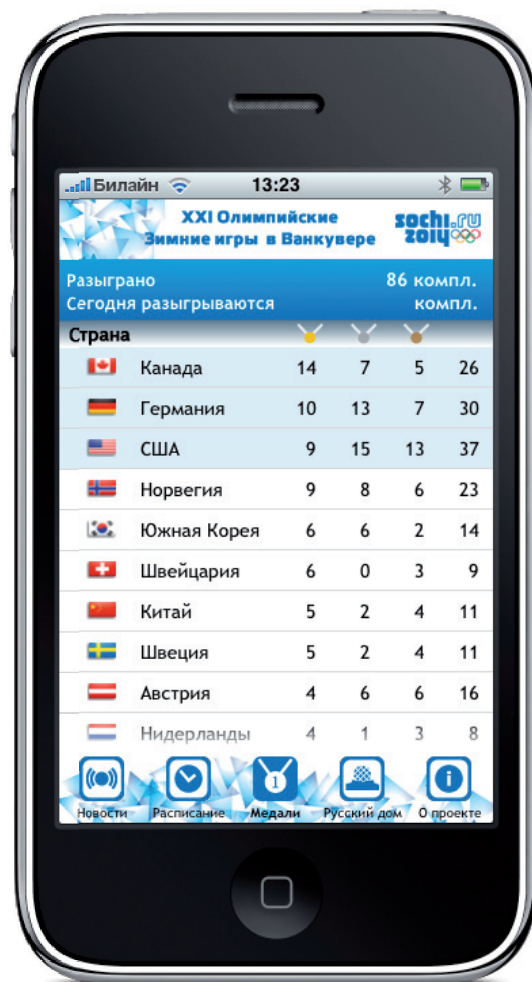 Билайн 13:23
XXI Олимпийские
Зимние игры в Ванкувере
sochi.ru
2014
Разыграно 86 компл.
Сегодня разыгрываются компл.
Страна
Канада 14 7 5 26
Германия 10 13 7 30
США 9 15 13 37
Норвегия 9 8 6 23
Южная Корея 6 6 2 14
Швейцария 6 0 3 9
Китай 5 2 4 11
Швеция 5 2 4 11
Австрия 4 6 6 16
Нидерланды 4 1 3 8
1
Новости Расписание Медали Русский дом О проекте